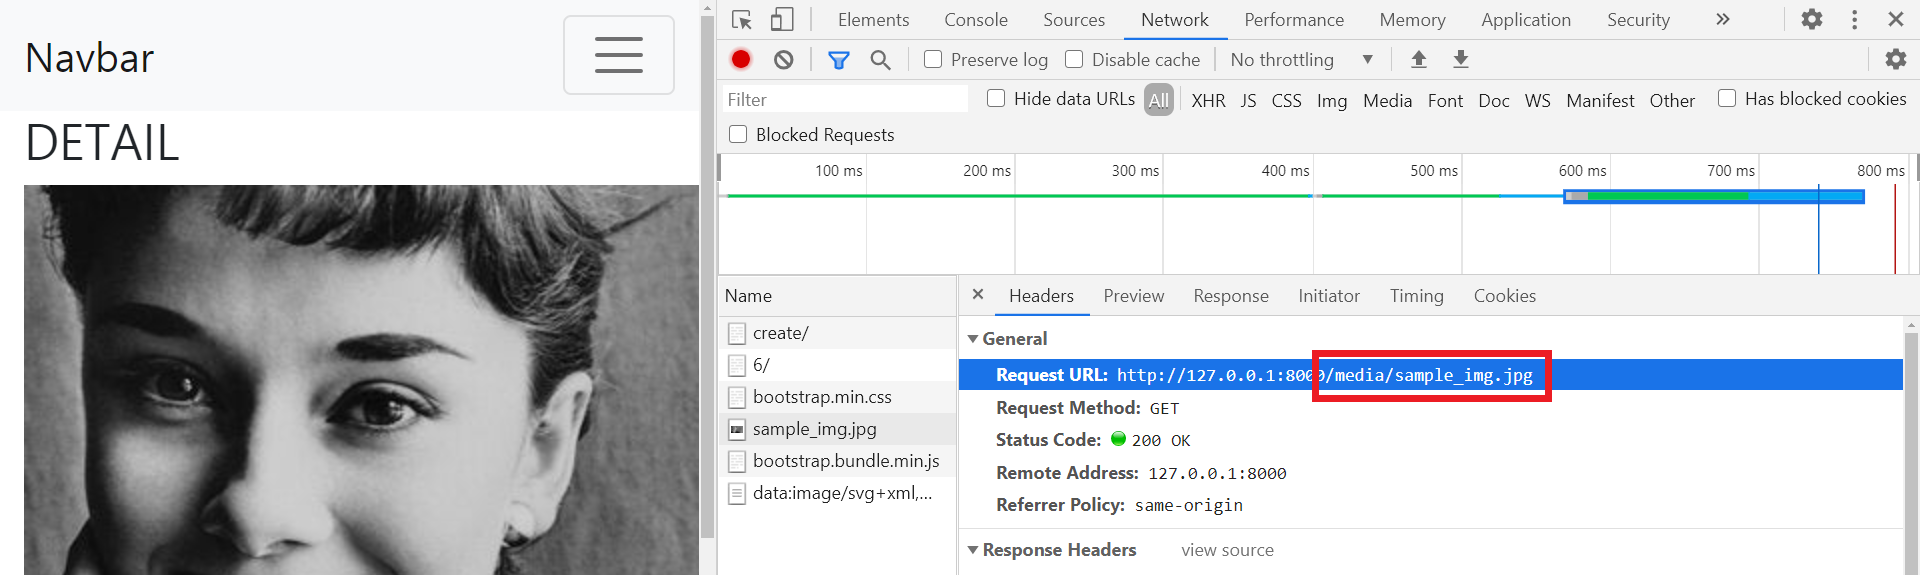 Navbar
DETAIL
Elements Console Sources Network Performance Memory Application Security »
Preserve log Disable cache No throttling
Filter Hide data URLs All XHR JS CSS Img Media Font Doc WS Manifest Other Has blocked cookies
Blocked Requests
100 ms 200 ms 300 ms 400 ms 500 ms 600 ms 700 ms 800 ms
Name
create/
6/
bootstrap.min.css
sample_img.jpg
bootstrap.bundle.min.js
data:image/svg+xml,...
Headers Preview Response Initiator Timing Cookies
General
Request URL: http://127.0.0.1:8000/media/sample_img.jpg
Request Method: GET
Status Code: 200 OK
Remote Address: 127.0.0.1:8000
Referrer Policy: same-origin
Response Headers view source